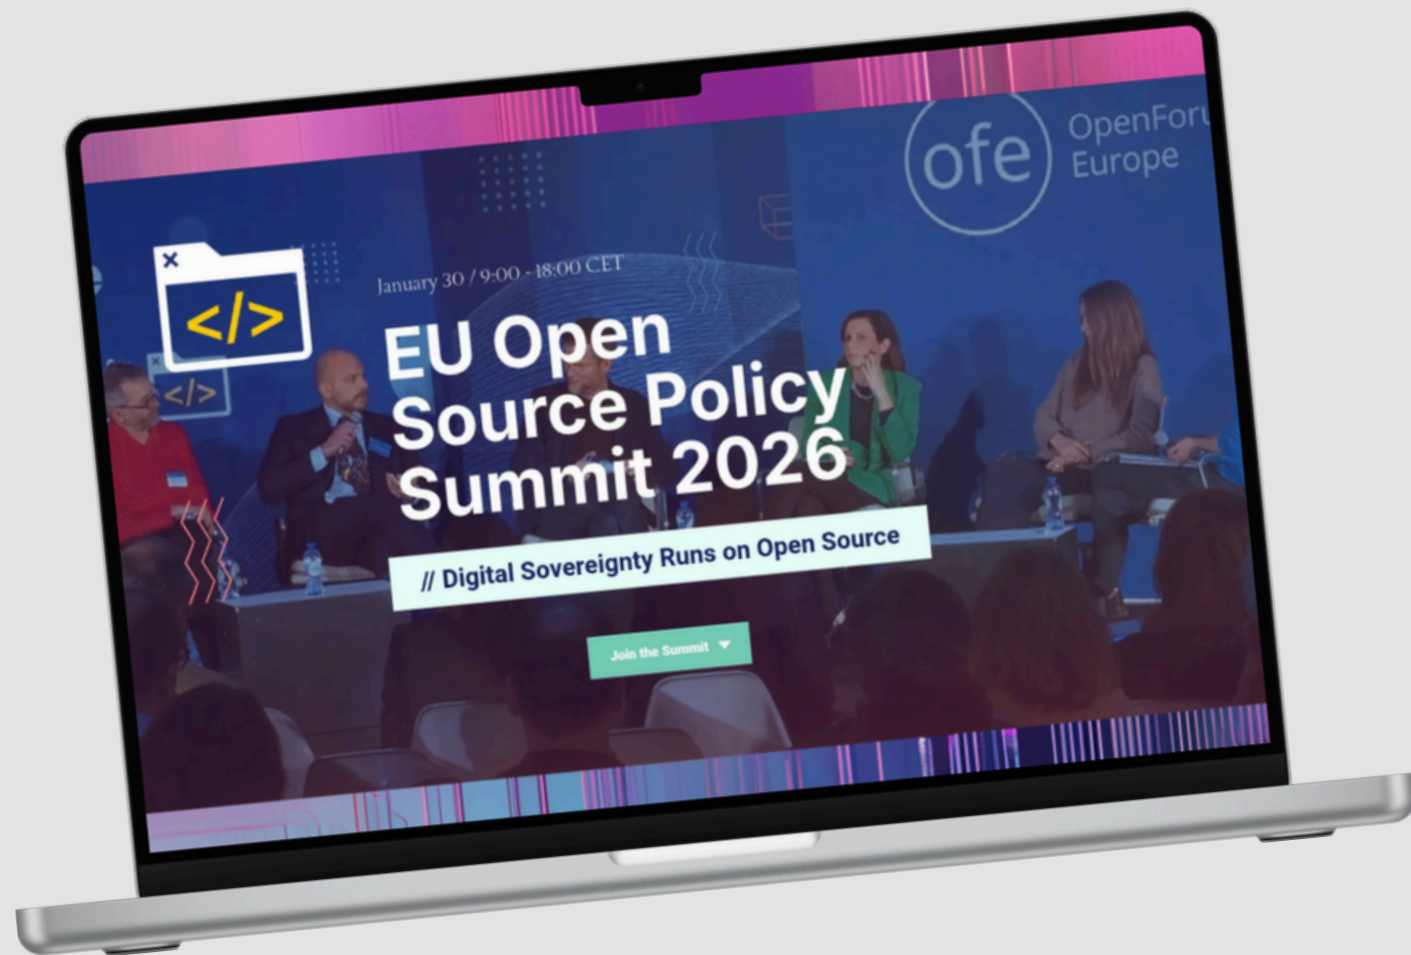 ofe
OpenForu
Europe
x
</>
x
</>
January 30 / 9:00 - 18:00 CET
EU Open
Source Policy
Summit 2026
// Digital Sovereignty Runs on Open Source
Join the Summit